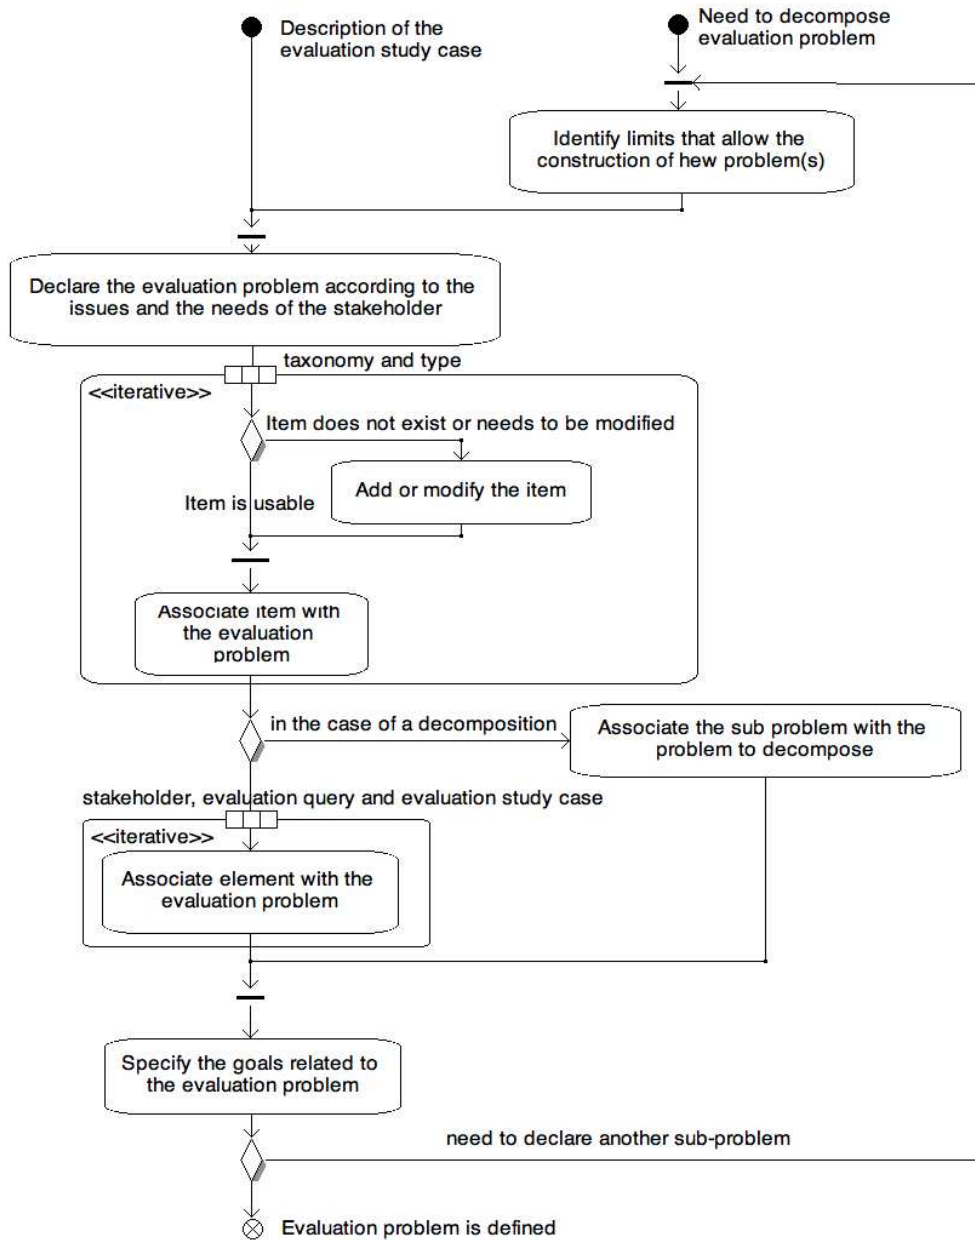 Description of the
evaluation study case
Need to decompose
evaluation problem
Identify limits that allow the
construction of hew problem(s)
Declare the evaluation problem according to the
issues and the needs of the stakeholder
taxonomy and type
<<iterative>>
Item does not exist or needs to be modified
Add or modify the item
Item is usable
Associate item with
the evaluation
problem
in the case of a decomposition
Associate the sub problem with the
problem to decompose
stakeholder, evaluation query and evaluation study case
<<iterative>>
Associate element with the
evaluation problem
Specify the goals related to
the evaluation problem
need to declare another sub-problem
Evaluation problem is defined